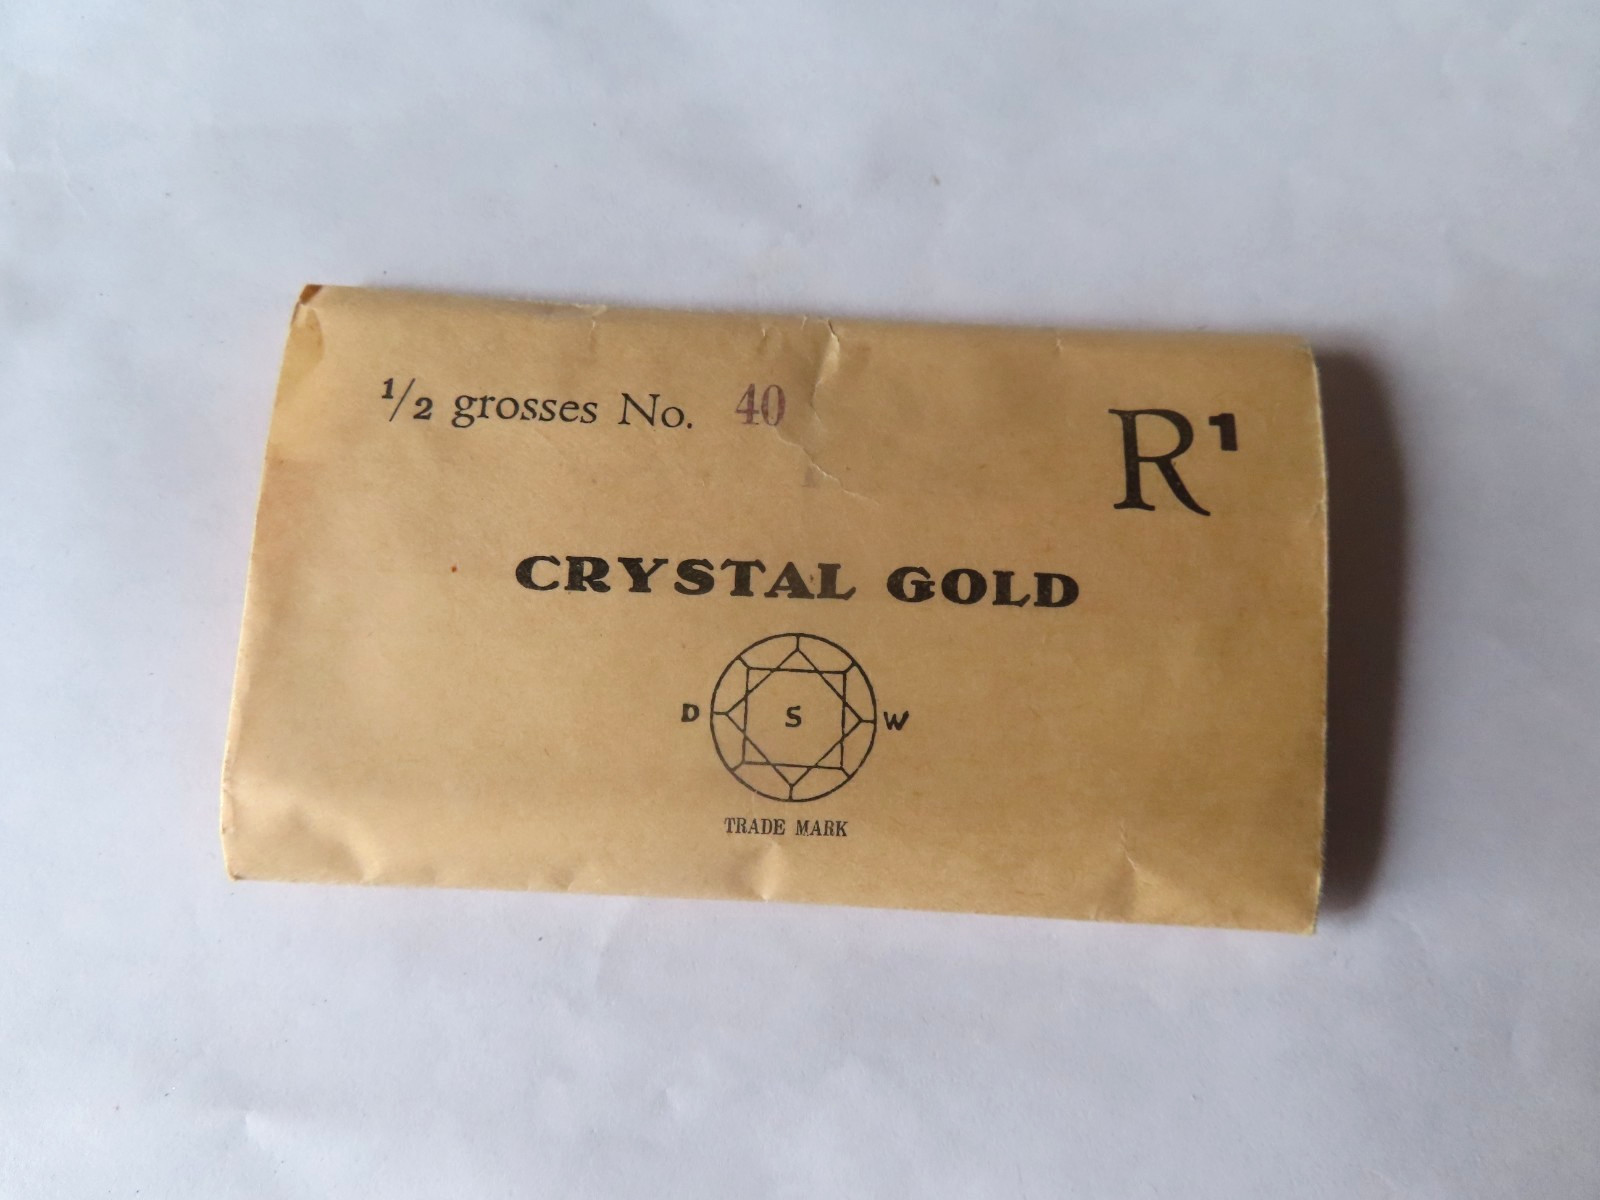 1/2 grosses No. 40
R¹
CRYSTAL GOLD
D S W
TRADE MARK